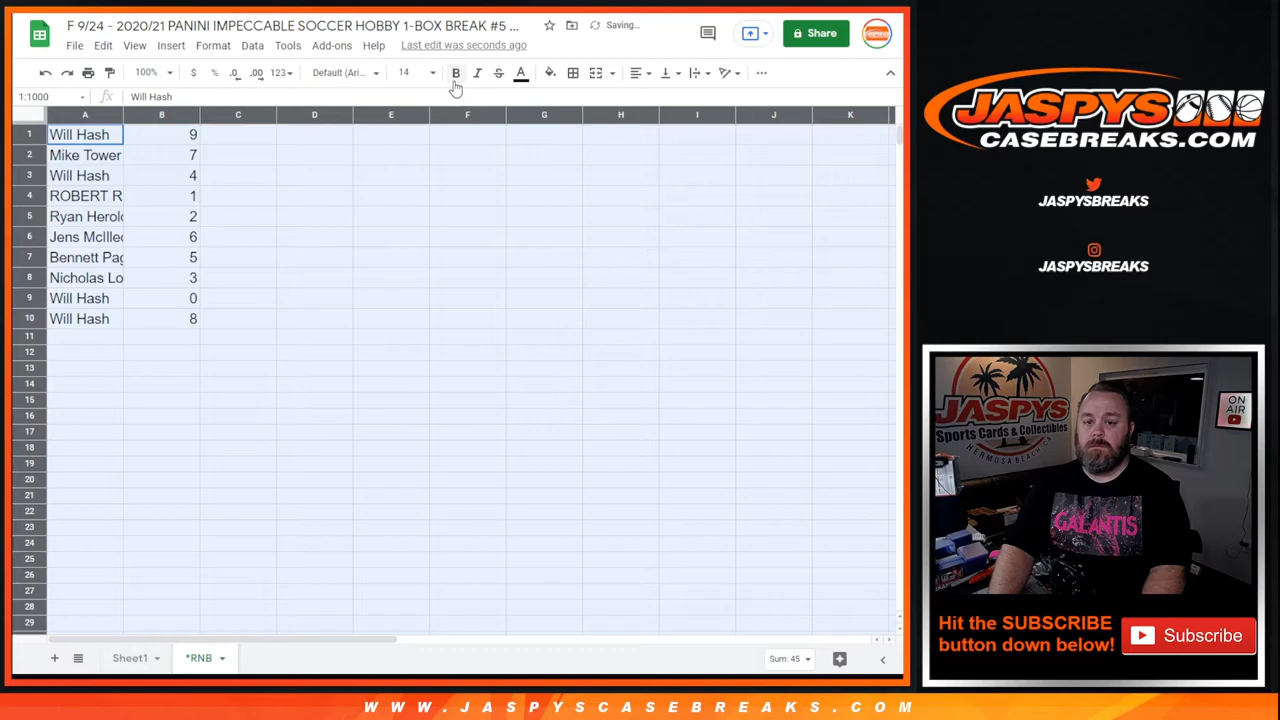 F 9/24 - 2020/21 PANINI IMPECCABLE SOCCER HOBBY 1-BOX BREAK #5 ...
Saving...
File Edit View Insert Format Data Tools Add-ons Help Last edit was seconds ago
Share
100% $ % .0 .00 123 Default (Ari... 14 B I S A
1:1000 fx Will Hash
A B C D E F G H I J K
1 Will Hash 9
2 Mike Tower 7
3 Will Hash 4
4 ROBERT R 1
5 Ryan Herold 2
6 Jens McIlled 6
7 Bennett Pag 5
8 Nicholas Lo 3
9 Will Hash 0
10 Will Hash 8
11
12
13
14
15
16
17
18
19
20
21
22
23
24
25
26
27
28
29
Sheet1 *RNB Sum: 45
JASPYS
CASEBREAKS.COM
JASPYSBREAKS
JASPYSBREAKS
JASPYS
Sports Cards & Collectibles
HERMOSA BEACH, CA
ON
AIR
GALANTIS
Hit the SUBSCRIBE
button down below!
Subscribe
WWW.JASPYSCASEBREAKS.COM